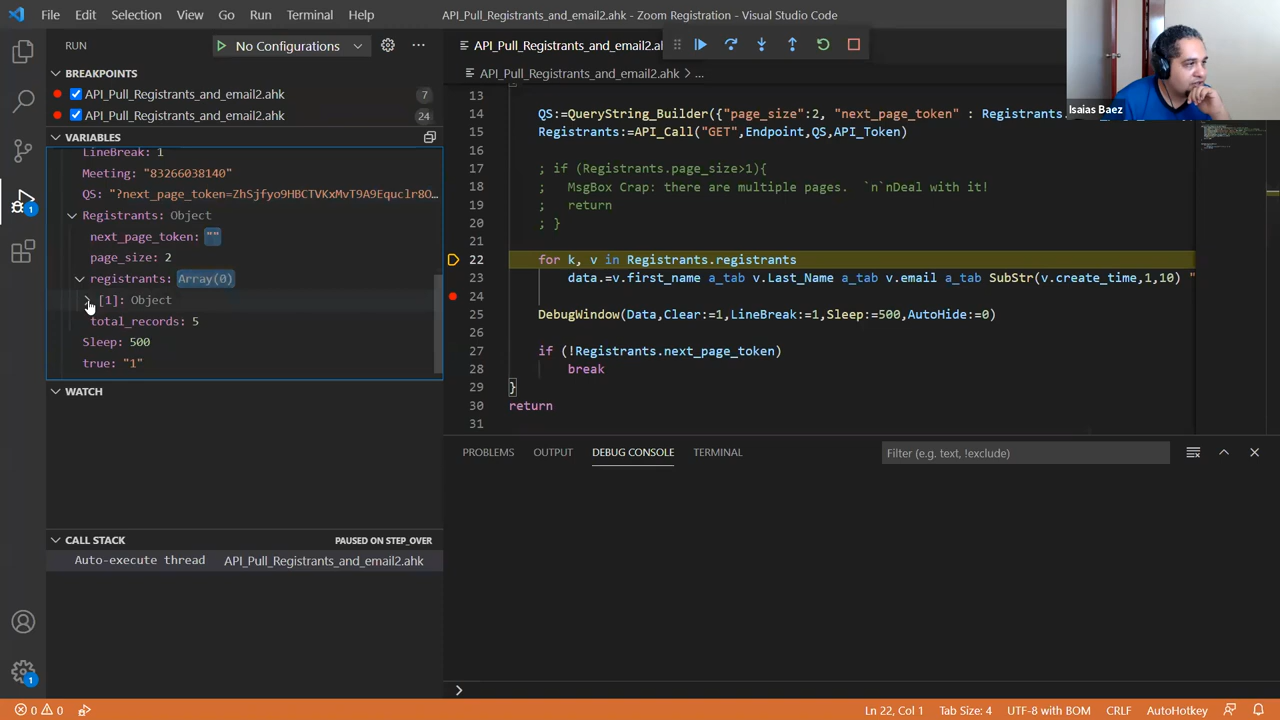 File Edit Selection View Go Run Terminal Help
API_Pull_Registrants_and_email2.ahk - Zoom Registration - Visual Studio Code
RUN
No Configurations
BREAKPOINTS
API_Pull_Registrants_and_email2.ahk 7
API_Pull_Registrants_and_email2.ahk 24
VARIABLES
LineBreak: 1
Meeting: "83266038140"
QS: "?next_page_token=ZhSjfyo9HBCTVKxMvT9A9Equclr8O…
Registrants: Object
next_page_token: ""
page_size: 2
registrants: Array(0)
[1]: Object
total_records: 5
Sleep: 500
true: "1"
WATCH
CALL STACK PAUSED ON STEP_OVER
Auto-execute thread API_Pull_Registrants_and_email2.ahk
1
1
API_Pull_Registrants_and_email2.a
API_Pull_Registrants_and_email2.ahk > ...
13
14 QS:=QueryString_Builder({"page_size":2, "next_page_token" : Registrants.
15 Registrants:=API_Call("GET",Endpoint,QS,API_Token)
16
17 ; if (Registrants.page_size>1){
18 ; MsgBox Crap: there are multiple pages. `n`nDeal with it!
19 ; return
20 ; }
21
22 for k, v in Registrants.registrants
23 data.=v.first_name a_tab v.Last_Name a_tab v.email a_tab SubStr(v.create_time,1,10) "
24
25 DebugWindow(Data,Clear:=1,LineBreak:=1,Sleep:=500,AutoHide:=0)
26
27 if (!Registrants.next_page_token)
28 break
29 }
30 return
31
PROBLEMS OUTPUT DEBUG CONSOLE TERMINAL
Filter (e.g. text, !exclude)
Isaias Baez
0 0
Ln 22, Col 1 Tab Size: 4 UTF-8 with BOM CRLF AutoHotkey